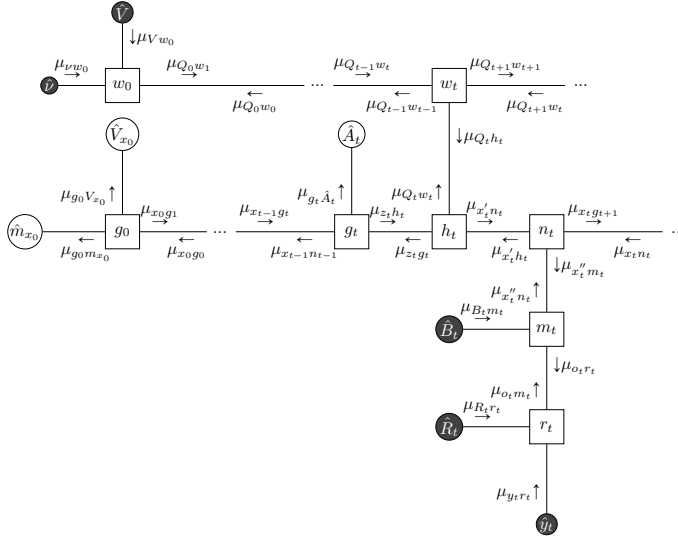 V̂
↓μ_{Vw_0}
μ_{νw_0} → μ_{Q_0w_1} → μ_{Q_{t−1}w_t} → μ_{Q_{t+1}w_{t+1}} →
ν̂ w_0 ... w_t ...
← μ_{Q_0w_0} ← μ_{Q_{t−1}w_{t−1}} ← μ_{Q_{t+1}w_t}
V̂_{x_0} Â_t ↓μ_{Q_th_t}
μ_{g_0V_{x_0}}↑ μ_{g_tÂ_t}↑ μ_{Q_tw_t}↑
μ_{x_0g_1} → μ_{x_{t−1}g_t} → μ_{z_th_t} → μ_{x'_tn_t} → μ_{x_tg_{t+1}} →
m̂_{x_0} g_0 ... g_t h_t n_t ...
← μ_{g_0m_{x_0}} ← μ_{x_0g_0} ← μ_{x_{t−1}n_{t−1}} ← μ_{z_tg_t} ← μ_{x'_th_t} ← μ_{x_tn_t}
↓μ_{x''_tm_t}
μ_{x''_tn_t}↑
μ_{B_tm_t} →
B̂_t m_t
↓μ_{o_tr_t}
μ_{o_tm_t}↑
μ_{R_tr_t} →
R̂_t r_t
μ_{y_tr_t}↑
ŷ_t